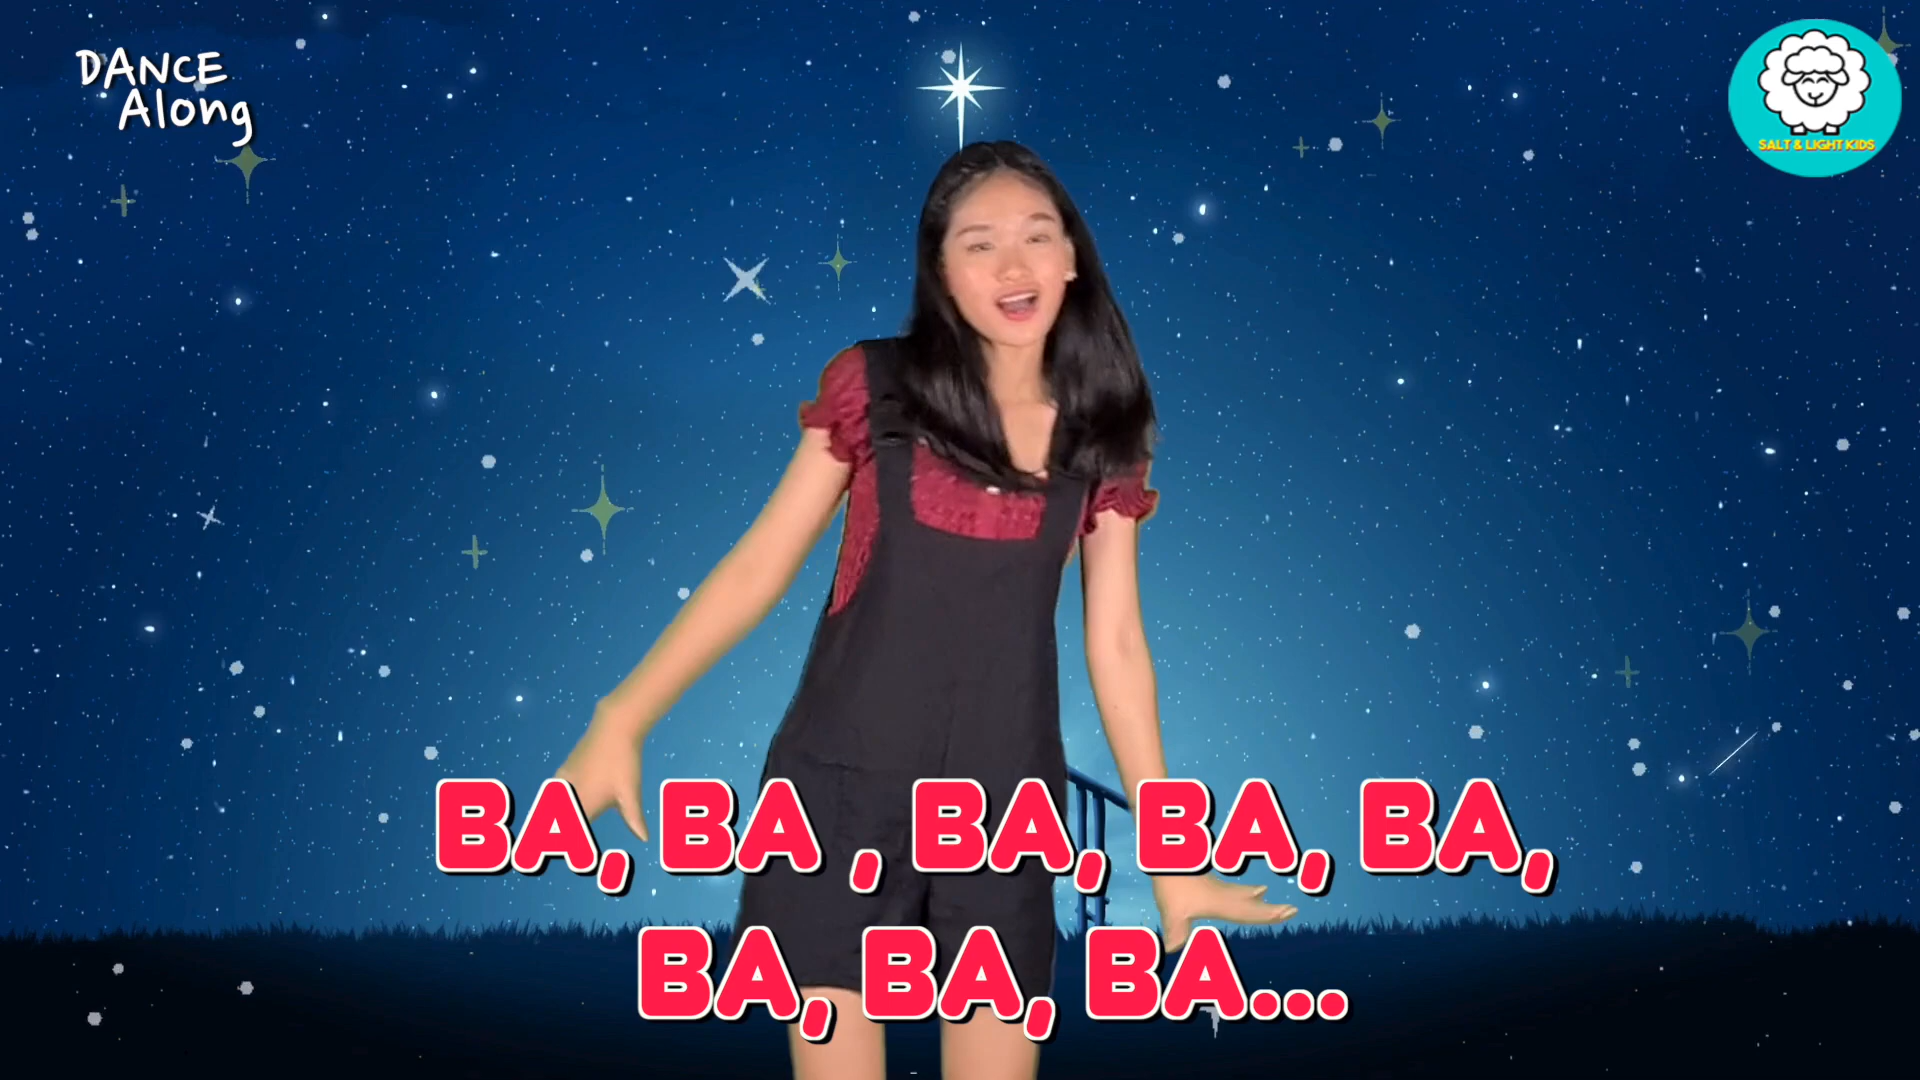 DANCE
Along
SALT & LIGHT KIDS
BA, BA , BA, BA, BA,
BA, BA, BA...